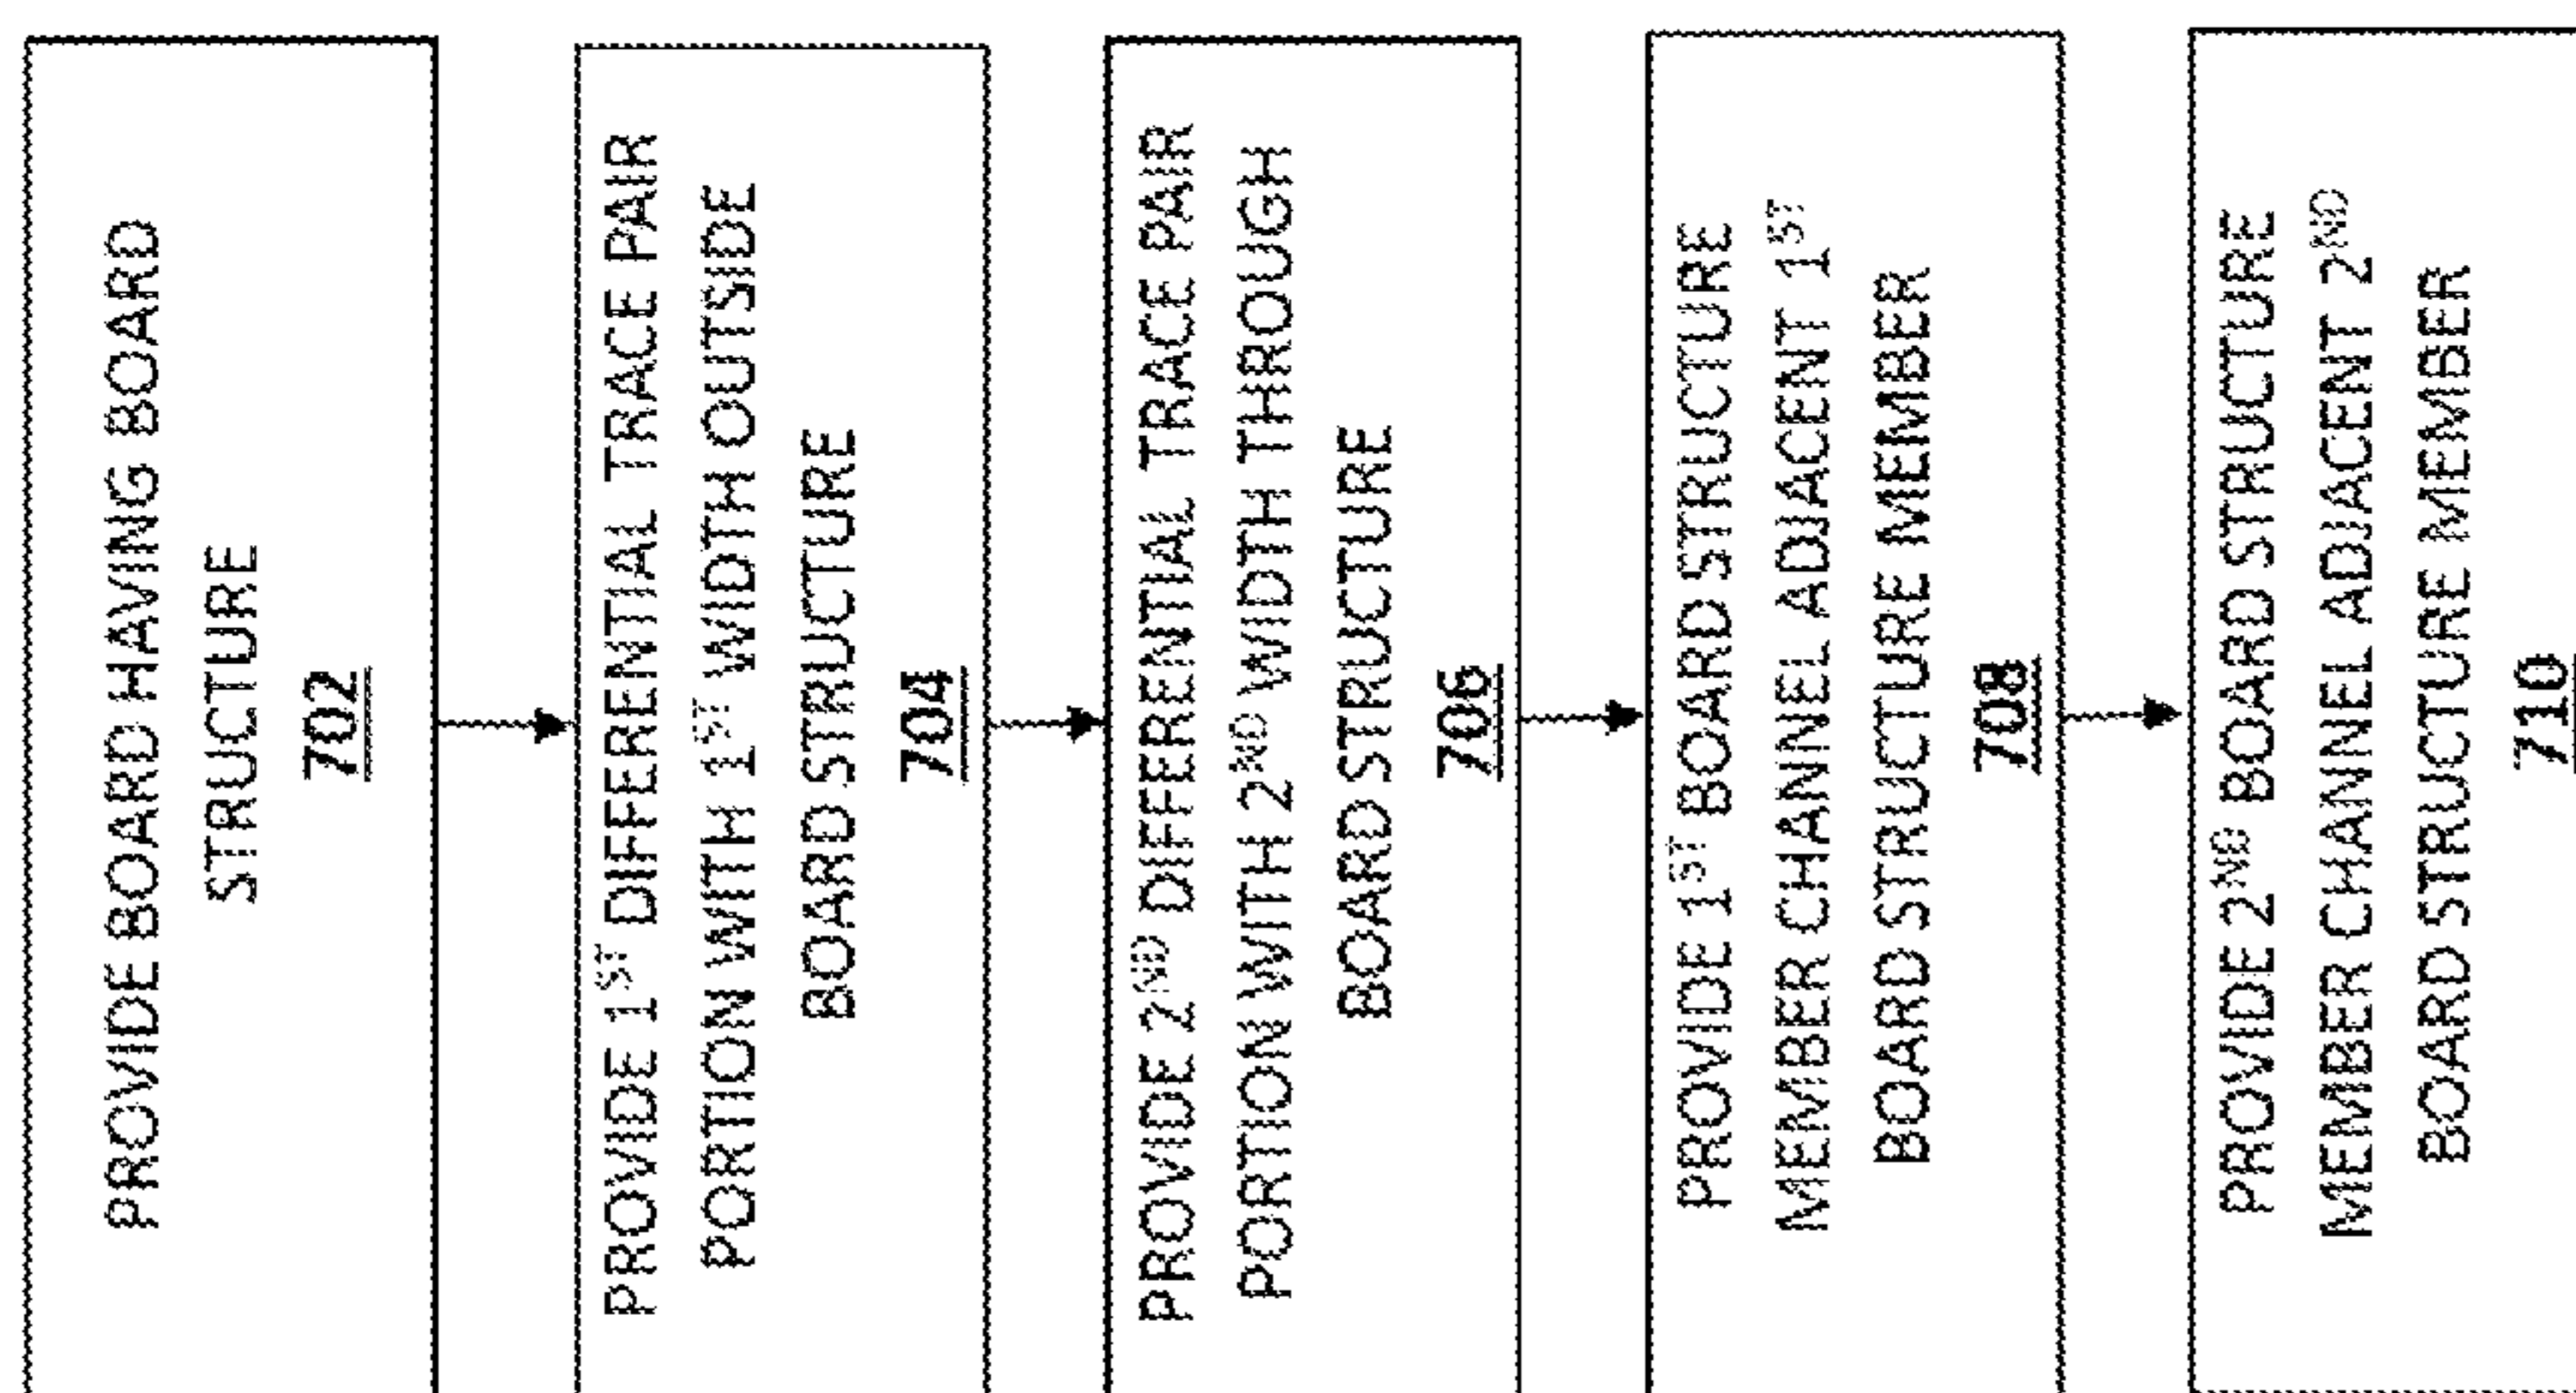 PROVIDE BOARD HAVING BOARD
STRUCTURE
702
PROVIDE 1ST DIFFERENTIAL TRACE PAIR
PORTION WITH 1ST WIDTH OUTSIDE
BOARD STRUCTURE
704
PROVIDE 2ND DIFFERENTIAL TRACE PAIR
PORTION WITH 2ND WIDTH THROUGH
BOARD STRUCTURE
706
PROVIDE 1ST BOARD STRUCTURE
MEMBER CHANNEL ADJACENT 1ST
BOARD STRUCTURE MEMBER
708
PROVIDE 2ND BOARD STRUCTURE
MEMBER CHANNEL ADJACENT 2ND
BOARD STRUCTURE MEMBER
710